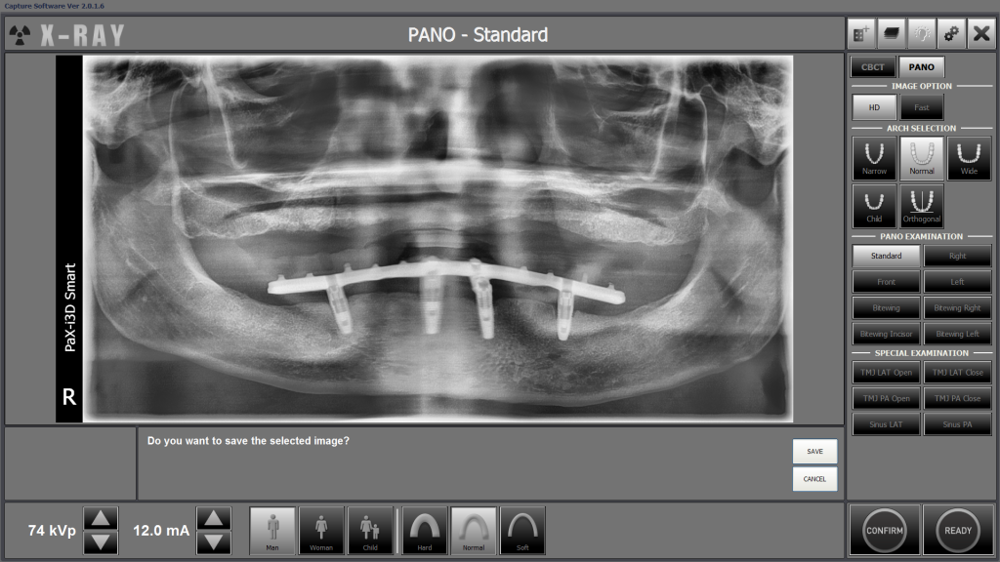 Capture Software Ver 2.0.1.6
X-RAY
PANO - Standard
CBCT
PANO
IMAGE OPTION
HD
Fast
ARCH SELECTION
Narrow
Normal
Wide
Child
Orthogonal
PANO EXAMINATION
Standard
Right
Front
Left
Bitewing
Bitewing Right
Bitewing Incisor
Bitewing Left
SPECIAL EXAMINATION
TMJ LAT Open
TMJ LAT Close
TMJ PA Open
TMJ PA Close
Sinus LAT
Sinus PA
PaX-i3D Smart
R
Do you want to save the selected image?
SAVE
CANCEL
74 kVp
12.0 mA
Man
Woman
Child
Hard
Normal
Soft
CONFIRM
READY